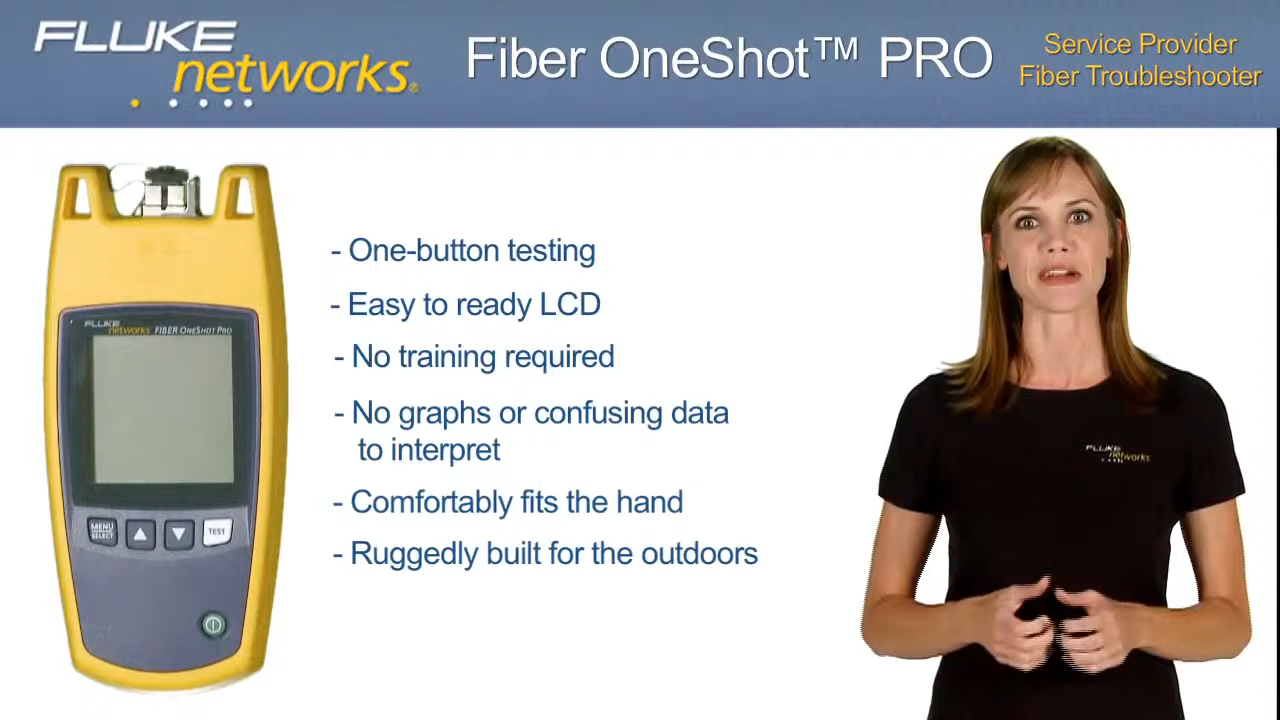 FLUKE
networks®
Fiber OneShot™ PRO
Service Provider
Fiber Troubleshooter
- One-button testing
- Easy to ready LCD
- No training required
- No graphs or confusing data
to interpret
- Comfortably fits the hand
- Ruggedly built for the outdoors
FLUKE
networks FIBER ONESHOT PRO
MENU
SELECT
TEST
FLUKE
networks